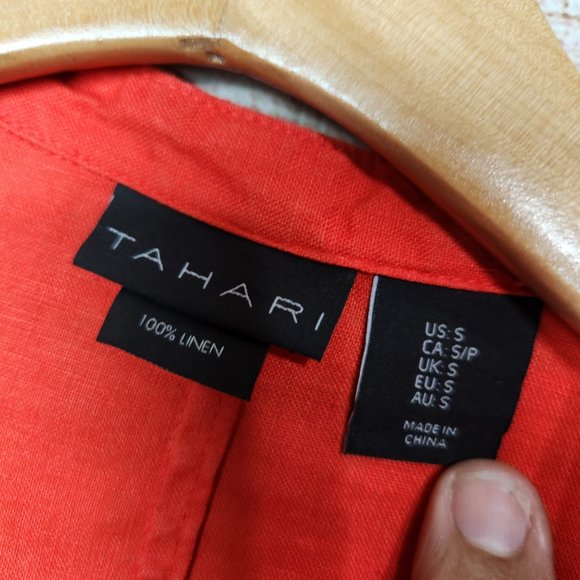 TAHARI
100% LINEN
US: S
CA: S/P
UK: S
EU: S
AU: S
MADE IN
CHINA